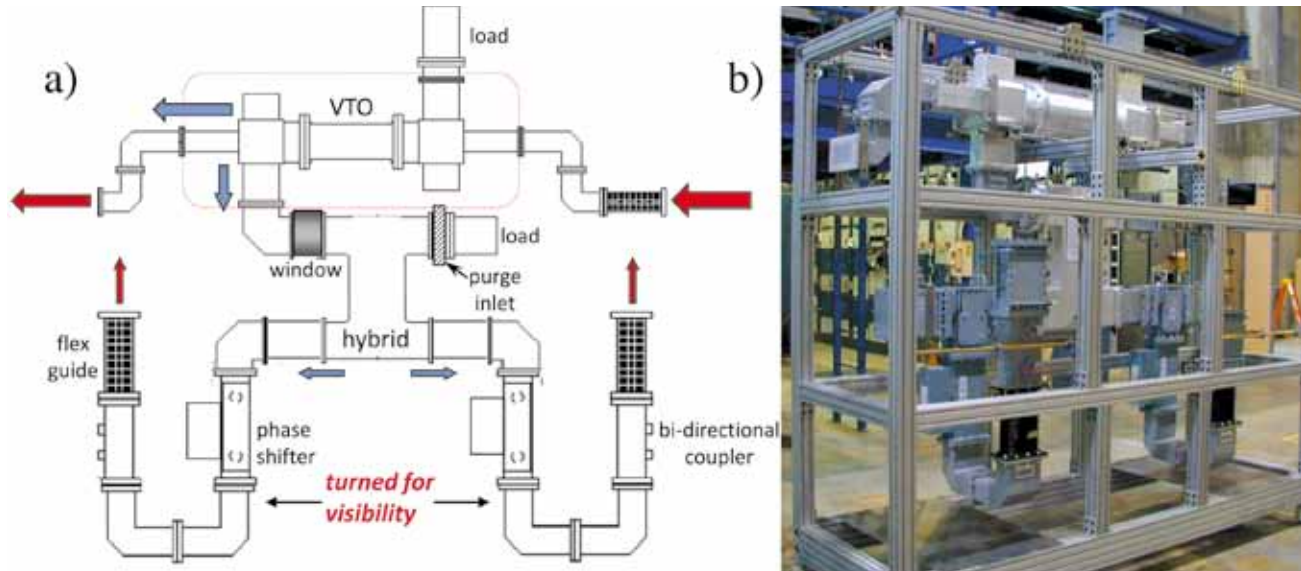 a)
load
VTO
b)
load
window
purge
inlet
hybrid
flex
guide
phase
shifter
bi-directional
coupler
turned for
visibility